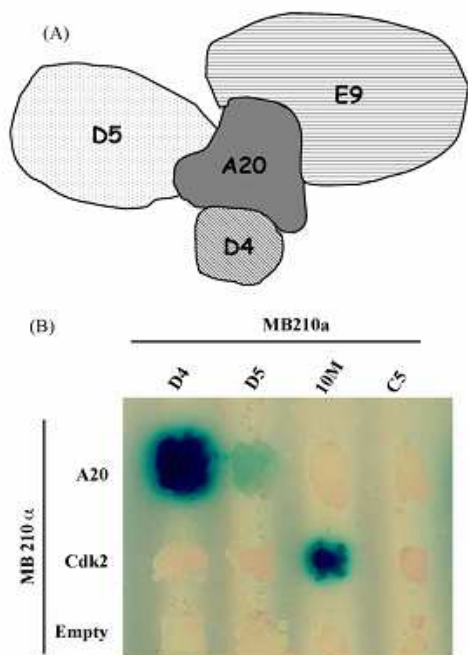 (A)
D5
E9
A20
D4
(B)
MB210a
D4 D5 10M C5
MB 210 α
A20
Cdk2
Empty